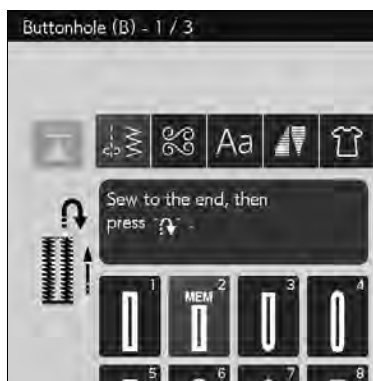 Buttonhole (B) - 1 / 3
Aa
Sew to the end, then
press .
1
MEM 2
3
4
5
6
7
8